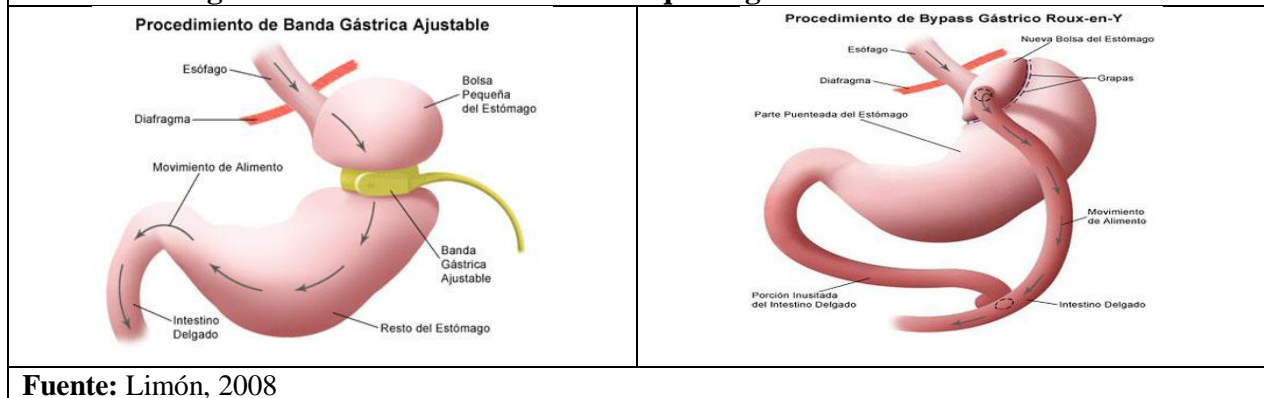 Procedimiento de Banda Gástrica Ajustable
Esófago
Bolsa
Pequeña
del Estómago
Diafragma
Movimiento de Alimento
Banda
Gástrica
Ajustable
Intestino
Delgado
Resto del Estómago
Procedimiento de Bypass Gástrico Roux-en-Y
Nueva Bolsa del Estómago
Esófago
Grapas
Diafragma
Parte Puenteada del Estómago
Movimiento
de Alimento
Porción Inusitada
del Intestino Delgado
Intestino Delgado
Fuente: Limón, 2008